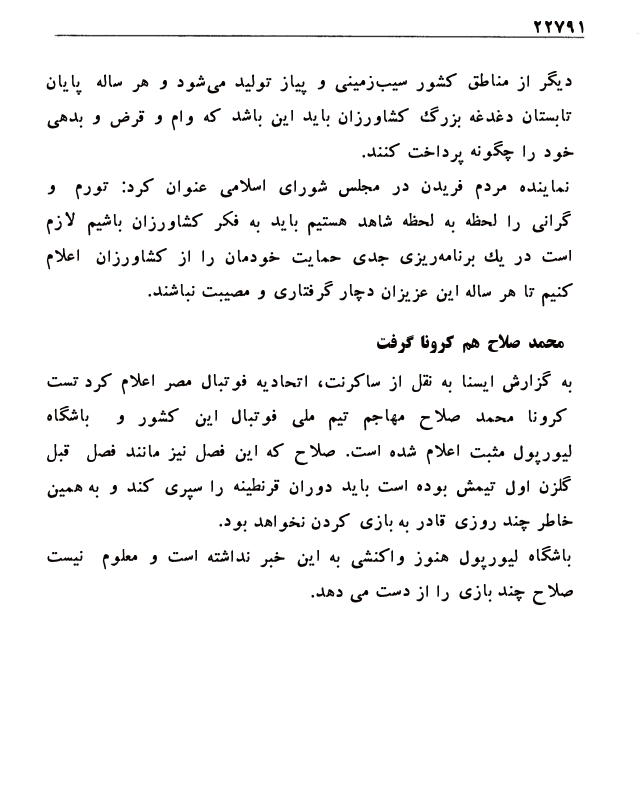 ۲۲۷۹۱
دیگر از مناطق کشور سیب‌زمینی و پیاز تولید می‌شود و هر ساله پایان
تابستان دغدغه بزرگ کشاورزان باید این باشد که وام و قرض و بدهی
خود را چگونه پرداخت کنند.
نماینده مردم فریدن در مجلس شورای اسلامی عنوان کرد: تورم و
گرانی را لحظه به لحظه شاهد هستیم باید به فکر کشاورزان باشیم لازم
است در یك برنامه‌ریزی جدی حمایت خودمان را از کشاورزان اعلام
کنیم تا هر ساله این عزیزان دچار گرفتاری و مصیبت نباشند.
محمد صلاح هم کرونا گرفت
به گزارش ایسنا به نقل از ساکرنت، اتحادیه فوتبال مصر اعلام کرد تست
کرونا محمد صلاح مهاجم تیم ملی فوتبال این کشور و باشگاه
لیورپول مثبت اعلام شده است. صلاح که این فصل نیز مانند فصل قبل
گلزن اول تیمش بوده است باید دوران قرنطینه را سپری کند و به همین
خاطر چند روزی قادر به بازی کردن نخواهد بود.
باشگاه لیورپول هنوز واکنشی به این خبر نداشته است و معلوم نیست
صلاح چند بازی را از دست می دهد.